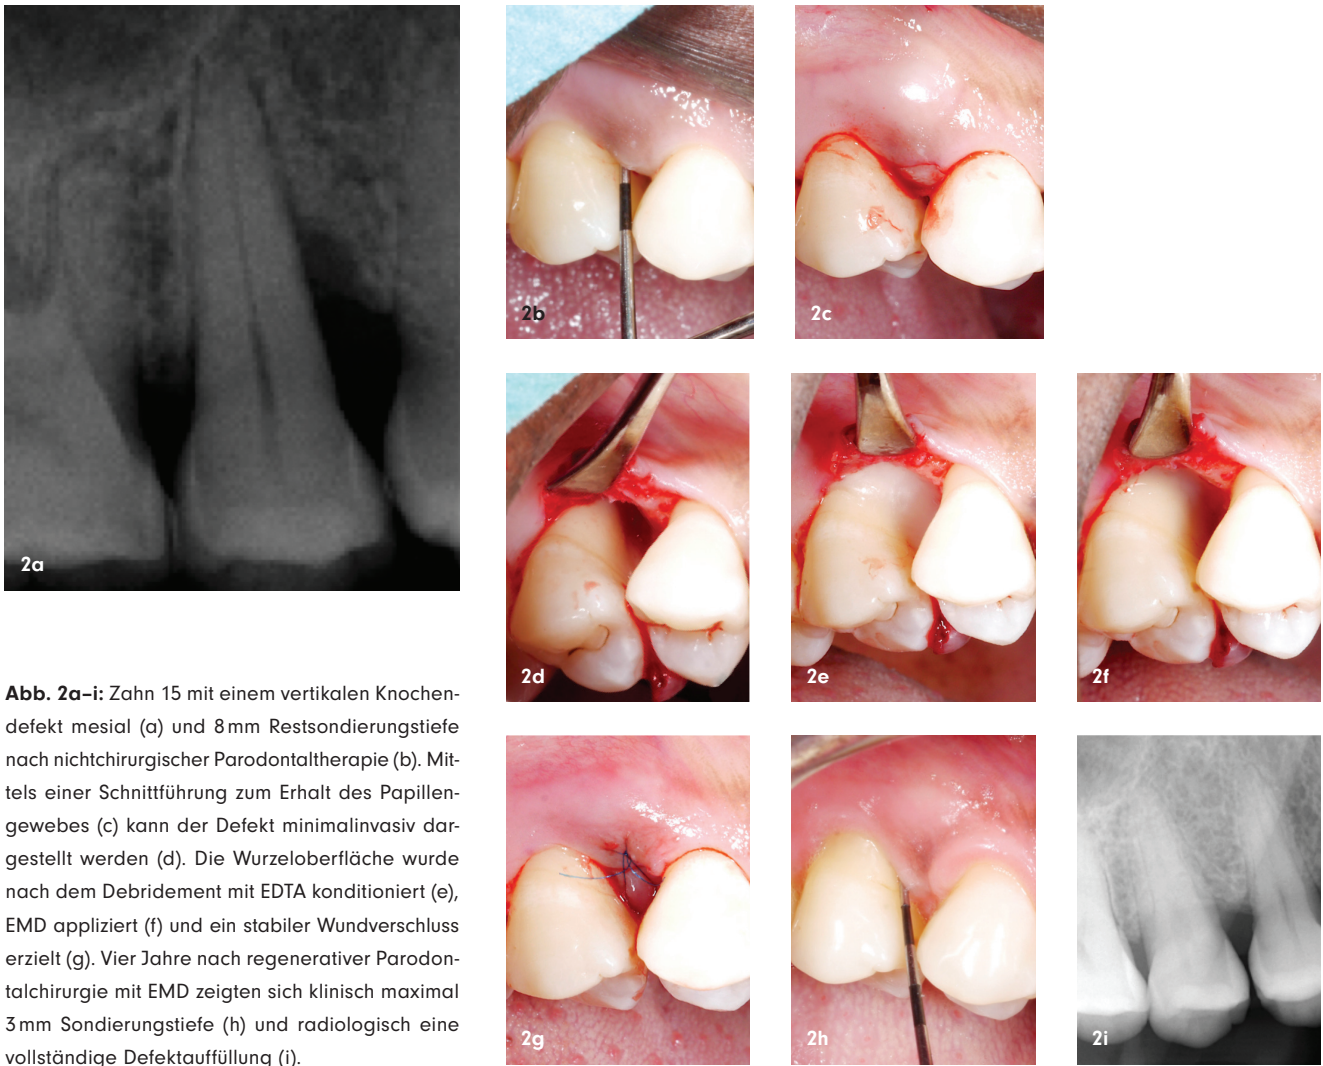 2a
2b
2c
2d
2e
2f
Abb. 2a–i: Zahn 15 mit einem vertikalen Knochen-
defekt mesial (a) und 8 mm Restsondierungstiefe
nach nichtchirurgischer Parodontaltherapie (b). Mit-
tels einer Schnittführung zum Erhalt des Papillen-
gewebes (c) kann der Defekt minimalinvasiv dar-
gestellt werden (d). Die Wurzeloberfläche wurde
nach dem Debridement mit EDTA konditioniert (e),
EMD appliziert (f) und ein stabiler Wundverschluss
erzielt (g). Vier Jahre nach regenerativer Parodon-
talchirurgie mit EMD zeigten sich klinisch maximal
3 mm Sondierungstiefe (h) und radiologisch eine
vollständige Defektauffüllung (i).
2g
2h
2i